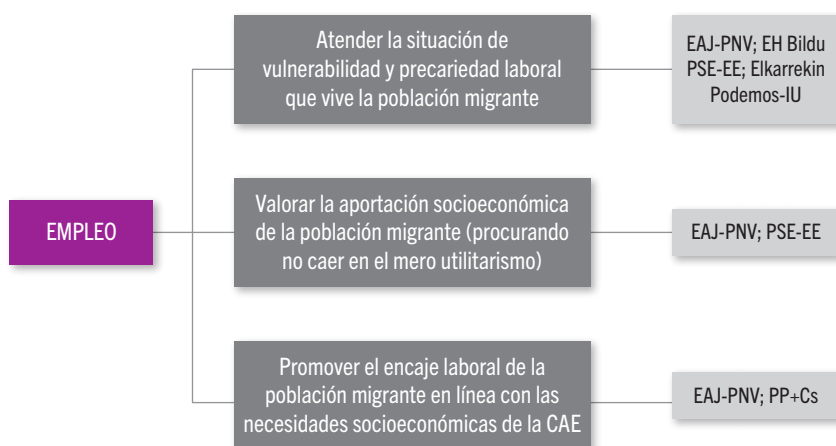 Atender la situación de
vulnerabilidad y precariedad laboral
que vive la población migrante
EAJ-PNV; EH Bildu
PSE-EE; Elkarrekin
Podemos-IU
EMPLEO
Valorar la aportación socioeconómica
de la población migrante (procurando
no caer en el mero utilitarismo)
EAJ-PNV; PSE-EE
Promover el encaje laboral de la
población migrante en línea con las
necesidades socioeconómicas de la CAE
EAJ-PNV; PP+Cs